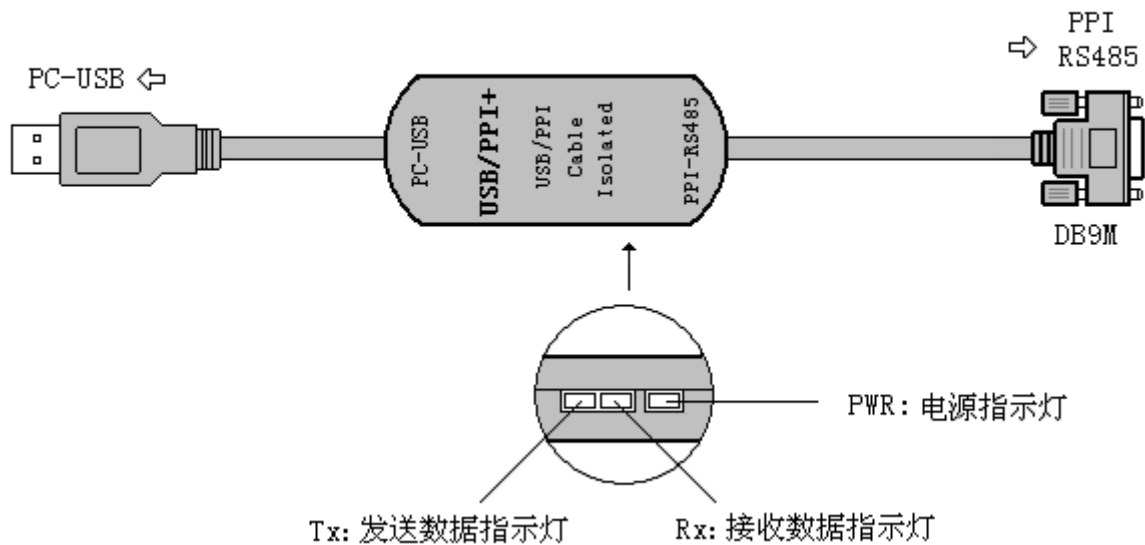 PC-USB
PPI
RS485
PC-USB
USB/PPI+
USB/PPI
Cable
Isolated
PPI-RS485
DB9M
PWR: 电源指示灯
Tx: 发送数据指示灯
Rx: 接收数据指示灯